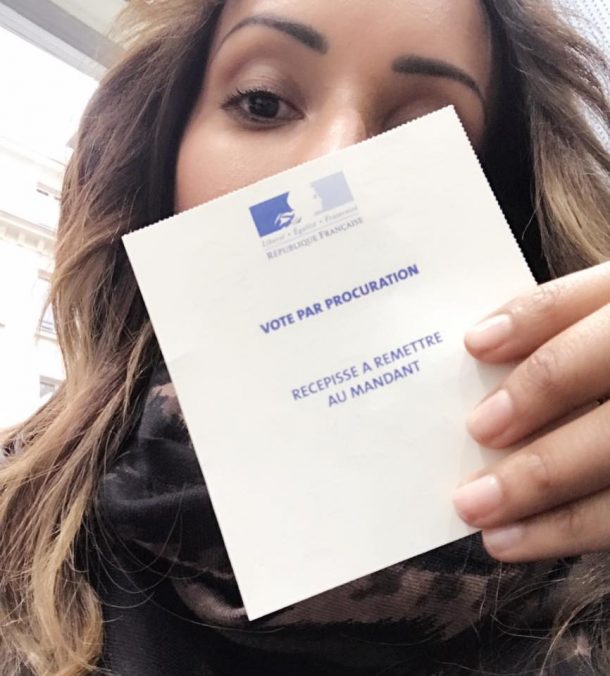 Liberté • Égalité • Fraternité
RÉPUBLIQUE FRANÇAISE
VOTE PAR PROCURATION
RECEPISSE A REMETTRE
AU MANDANT